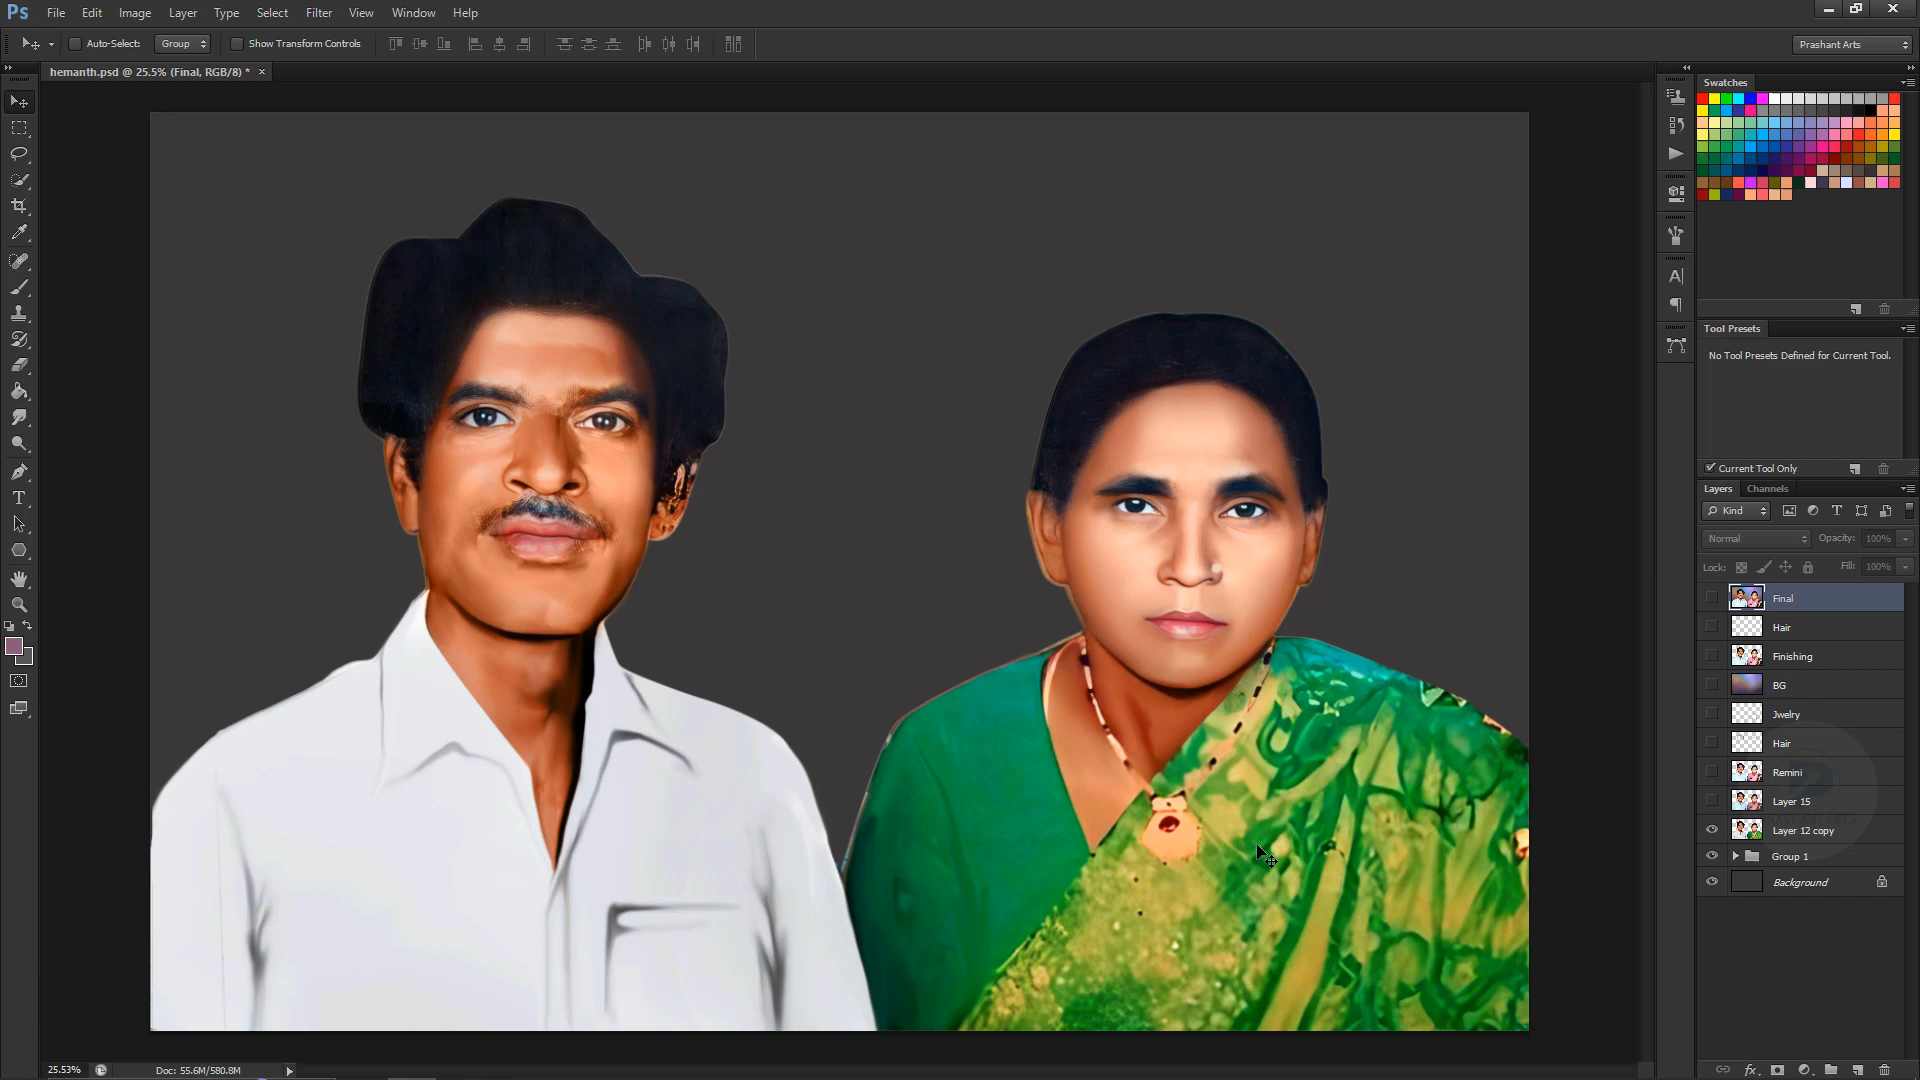 Ps File Edit Image Layer Type Select Filter View Window Help
Auto-Select: Group Show Transform Controls Prashant Arts
hemanth.psd @ 25.5% (Final, RGB/8) * ×
Swatches
Tool Presets
No Tool Presets Defined for Current Tool.
Current Tool Only
Layers Channels
Kind
Normal Opacity: 100%
Lock: Fill: 100%
Final
Hair
Finishing
BG
Jwelry
Hair
Remini
Layer 15
Layer 12 copy
Group 1
Background
25.53% Doc: 55.6M/580.8M